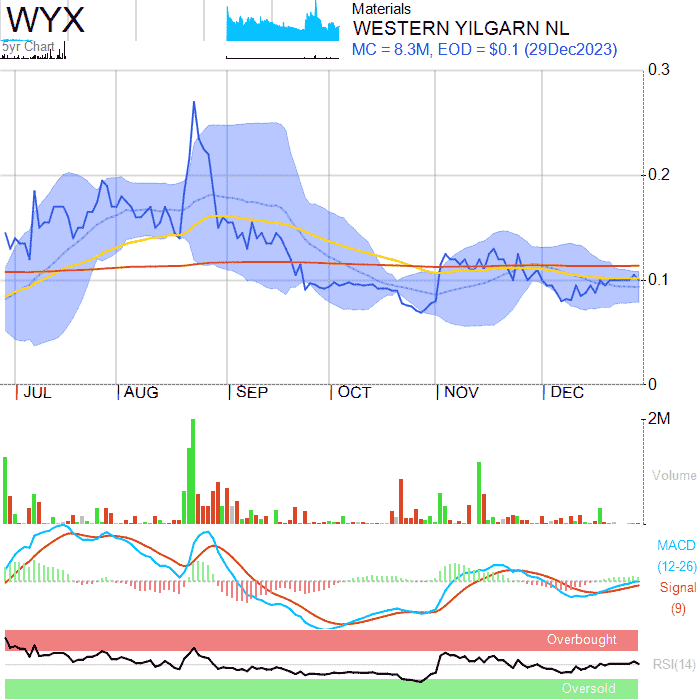 WYX
5yr Chart
Materials
WESTERN YILGARN NL
MC = 8.3M, EOD = $0.1 (29Dec2023)
0.3
0.2
0.1
0
JUL AUG SEP OCT NOV DEC
2M
Volume
MACD
(12-26)
Signal
(9)
Overbought
RSI(14)
Oversold